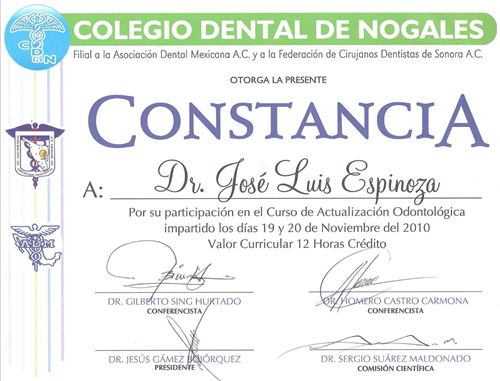 COLEGIO DENTAL DE NOGALES
Filial a la Asociación Dental Mexicana A.C. y a la Federación de Cirujanos Dentistas de Sonora A.C.
OTORGA LA PRESENTE
CONSTANCIA
A: Dr. José Luis Espinoza
Por su participación en el Curso de Actualización Odontológica
impartido los días 19 y 20 de Noviembre del 2010
Valor Curricular 12 Horas Crédito
DR. GILBERTO SING HURTADO
CONFERENCISTA
DR. HOMERO CASTRO CARMONA
CONFERENCISTA
DR. JESÚS GÁMEZ BOJÓRQUEZ
PRESIDENTE
DR. SERGIO SUÁREZ MALDONADO
COMISIÓN CIENTÍFICA